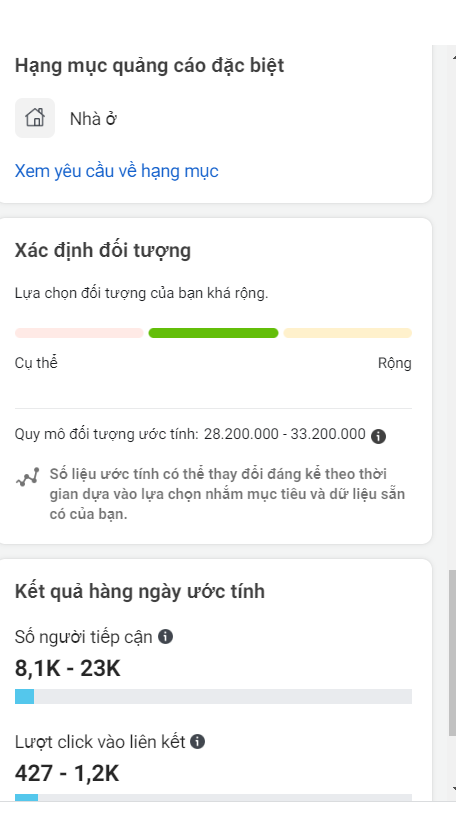 Hạng mục quảng cáo đặc biệt
Nhà ở
Xem yêu cầu về hạng mục
Xác định đối tượng
Lựa chọn đối tượng của bạn khá rộng.
Cụ thể
Rộng
Quy mô đối tượng ước tính: 28.200.000 - 33.200.000
Số liệu ước tính có thể thay đổi đáng kể theo thời
gian dựa vào lựa chọn nhắm mục tiêu và dữ liệu sẵn
có của bạn.
Kết quả hàng ngày ước tính
Số người tiếp cận
8,1K - 23K
Lượt click vào liên kết
427 - 1,2K